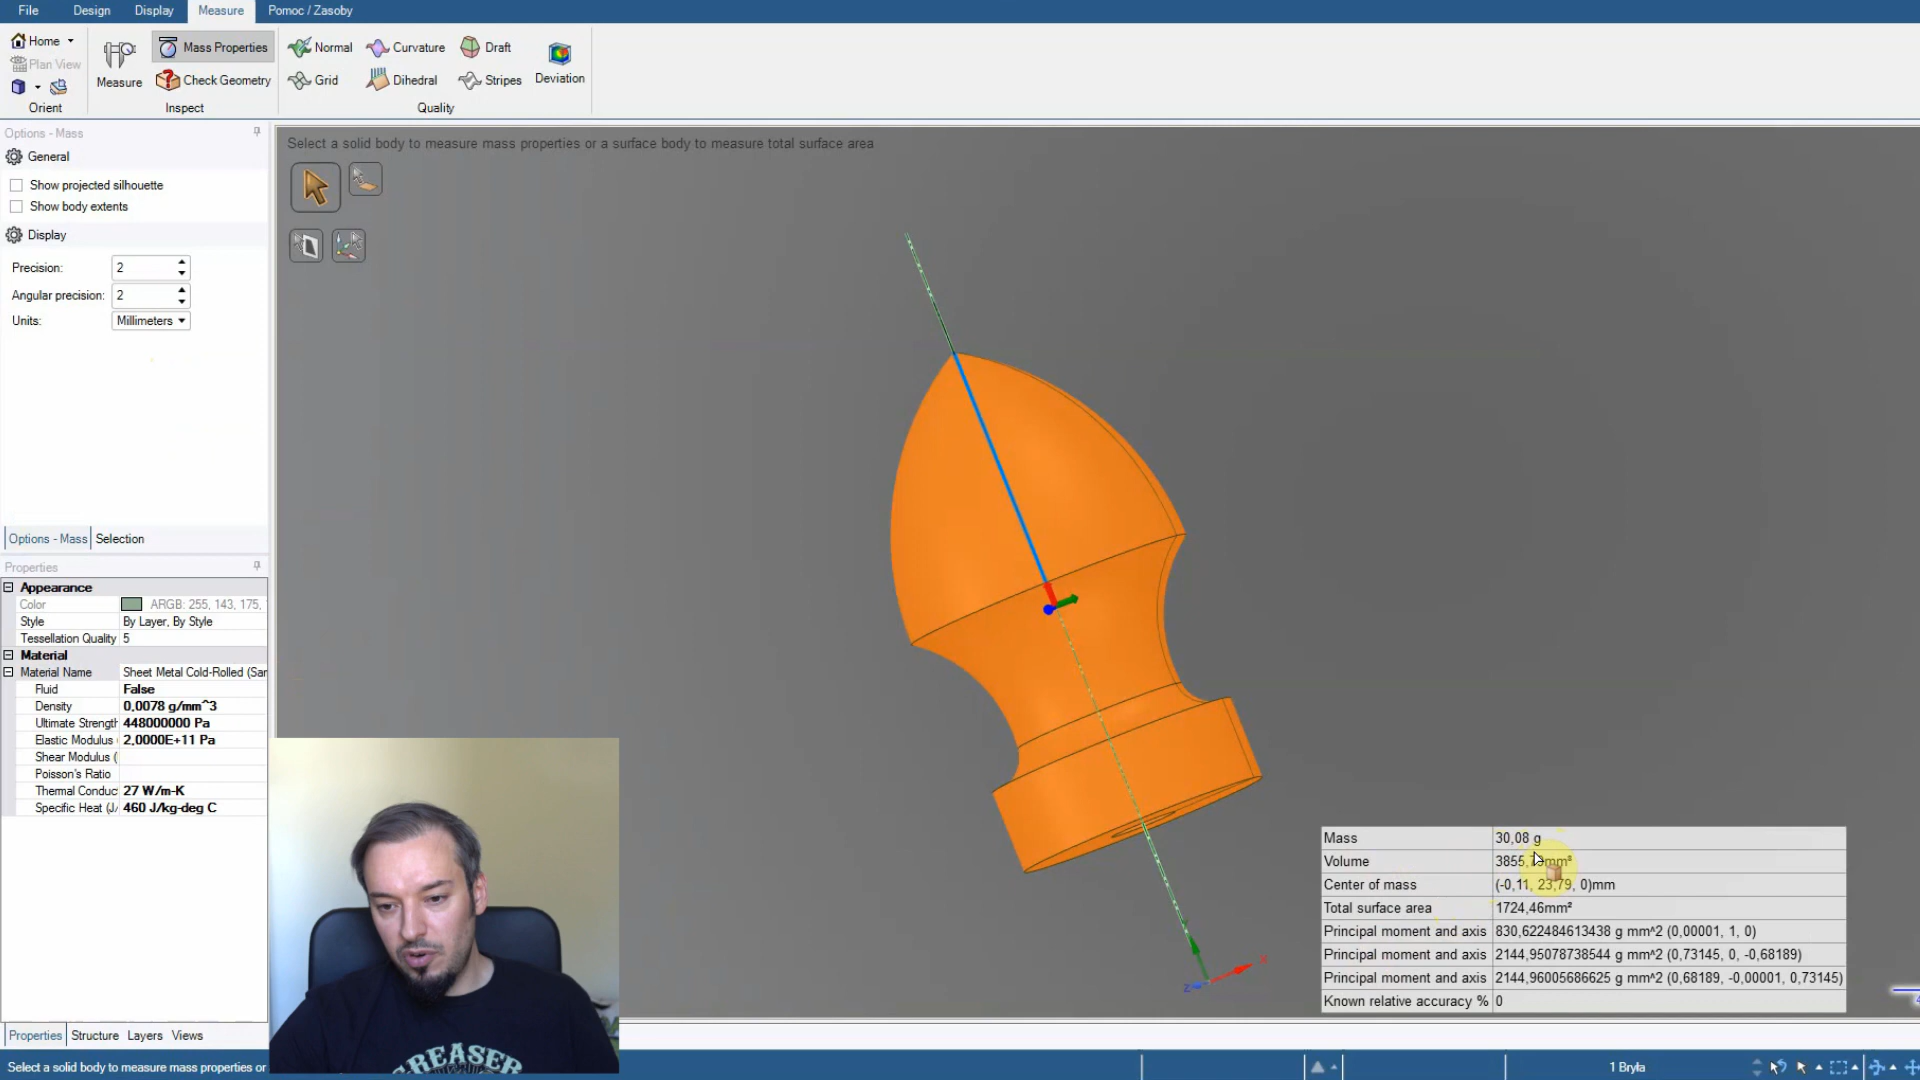 File Design Display Measure Pomoc / Zasoby
Home
Plan View
Orient
Measure
Mass Properties
Check Geometry
Inspect
Normal Curvature Draft
Grid Dihedral Stripes
Deviation
Quality
Options - Mass
General
Show projected silhouette
Show body extents
Display
Precision: 2
Angular precision: 2
Units: Millimeters
Options - Mass Selection
Select a solid body to measure mass properties or a surface body to measure total surface area
Properties
Appearance
Color ARGB: 255, 143, 175,
Style By Layer, By Style
Tessellation Quality 5
Material
Material Name Sheet Metal Cold-Rolled (Sar
Fluid False
Density 0,0078 g/mm^3
Ultimate Strength 448000000 Pa
Elastic Modulus 2,0000E+11 Pa
Shear Modulus (
Poisson's Ratio
Thermal Conduc 27 W/m-K
Specific Heat (J/ 460 J/kg-deg C
Properties Structure Layers Views
Mass 30,08 g
Volume
Center of mass (-0,11, 23,79, 0)mm
Total surface area 1724,46mm²
Principal moment and axis 830,622484613438 g mm^2 (0,00001, 1, 0)
Principal moment and axis 2144,95078738544 g mm^2 (0,73145, 0, -0,68189)
Principal moment and axis 2144,96005686625 g mm^2 (0,68189, -0,00001, 0,73145)
Known relative accuracy % 0
X
Z
GREASER
Select a solid body to measure mass properties or
1 Bryła